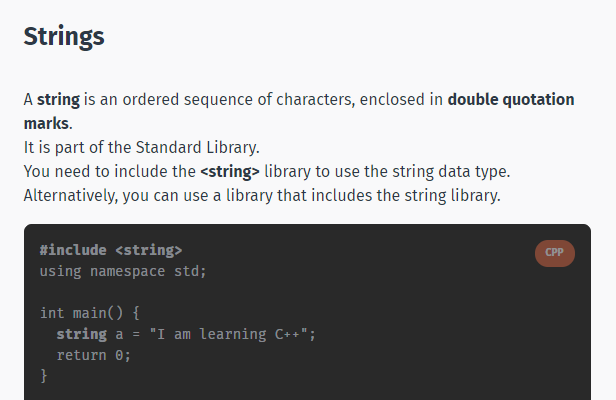 Strings
A string is an ordered sequence of characters, enclosed in double quotation
marks.
It is part of the Standard Library.
You need to include the <string> library to use the string data type.
Alternatively, you can use a library that includes the string library.
#include <string>
CPP
using namespace std;
int main() {
  string a = "I am learning C++";
  return 0;
}